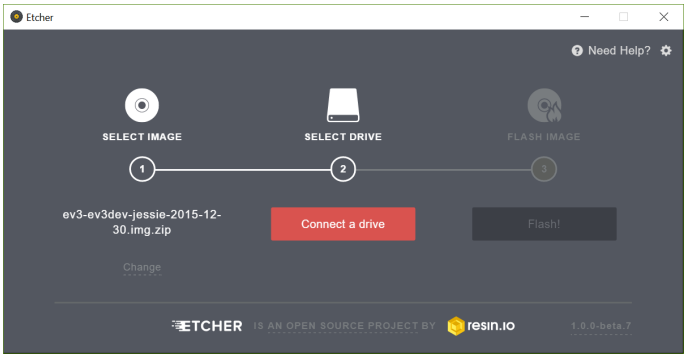 Etcher
Need Help?
SELECT IMAGE
SELECT DRIVE
FLASH IMAGE
1
2
3
ev3-ev3dev-jessie-2015-12-
30.img.zip
Connect a drive
Flash!
Change
ETCHER IS AN OPEN SOURCE PROJECT BY resin.io 1.0.0-beta.7